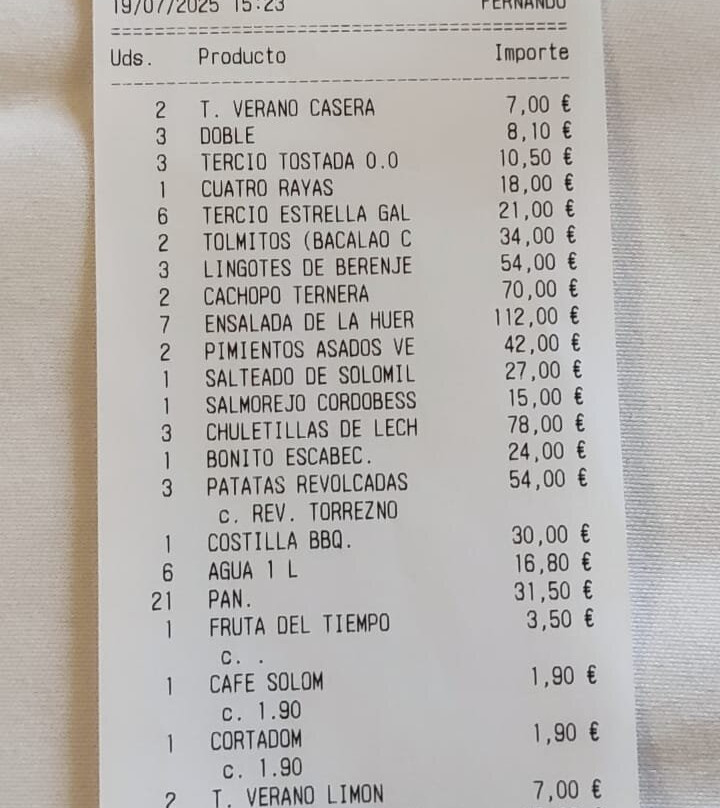 19/07/2025 15:23 FERNANDO
================================================
Uds. Producto Importe
------------------------------------------------
2 T. VERANO CASERA 7,00 €
3 DOBLE 8,10 €
3 TERCIO TOSTADA 0.0 10,50 €
1 CUATRO RAYAS 18,00 €
6 TERCIO ESTRELLA GAL 21,00 €
2 TOLMITOS (BACALAO C 34,00 €
3 LINGOTES DE BERENJE 54,00 €
2 CACHOPO TERNERA 70,00 €
7 ENSALADA DE LA HUER 112,00 €
2 PIMIENTOS ASADOS VE 42,00 €
1 SALTEADO DE SOLOMIL 27,00 €
1 SALMOREJO CORDOBESS 15,00 €
3 CHULETILLAS DE LECH 78,00 €
1 BONITO ESCABEC. 24,00 €
3 PATATAS REVOLCADAS 54,00 €
c. REV. TORREZNO
1 COSTILLA BBQ. 30,00 €
6 AGUA 1 L 16,80 €
21 PAN. 31,50 €
1 FRUTA DEL TIEMPO 3,50 €
c. .
1 CAFE SOLOM 1,90 €
c. 1.90
1 CORTADOM 1,90 €
c. 1.90
2 T. VERANO LIMON 7,00 €